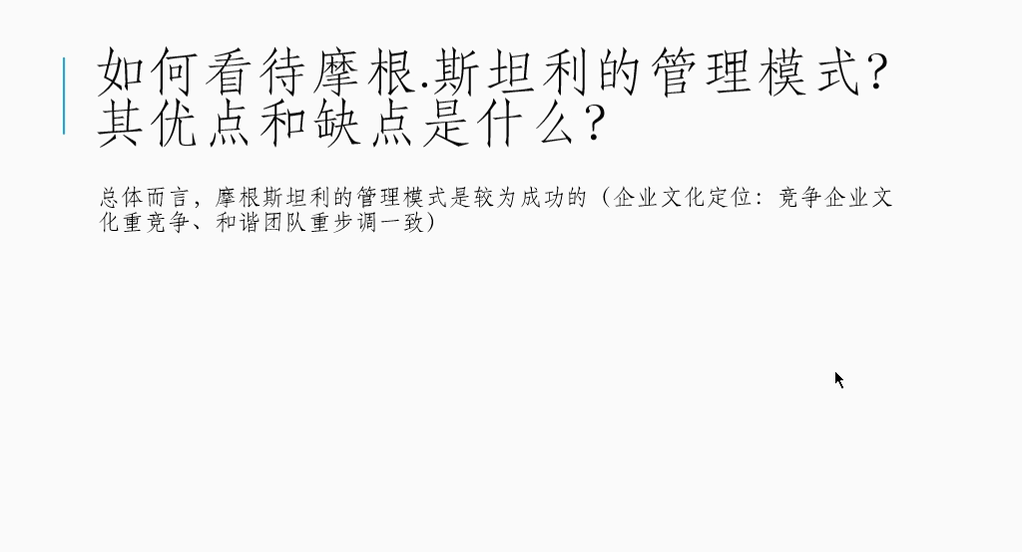 如何看待摩根.斯坦利的管理模式?
其优点和缺点是什么?
总体而言，摩根斯坦利的管理模式是较为成功的（企业文化定位：竞争企业文
化重竞争、和谐团队重步调一致）